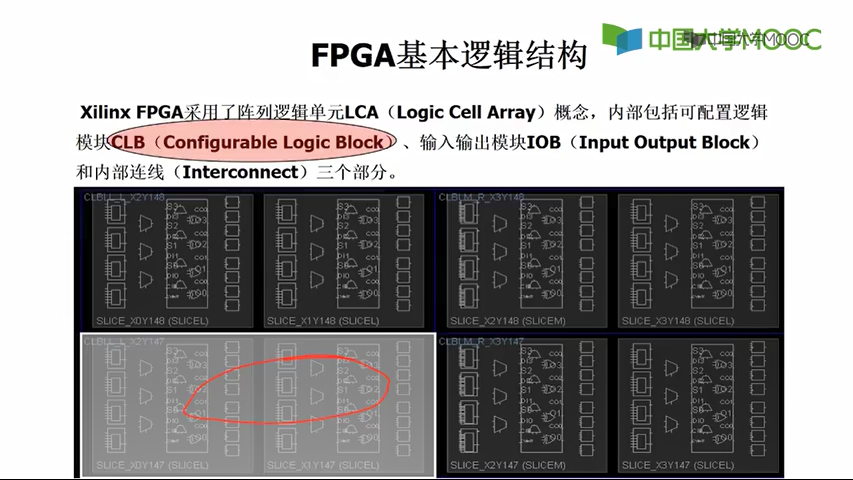 中国大学MOOC
FPGA基本逻辑结构
Xilinx FPGA采用了阵列逻辑单元LCA（Logic Cell Array）概念，内部包括可配置逻辑
模块CLB（Configurable Logic Block）、输入输出模块IOB（Input Output Block）
和内部连线（Interconnect）三个部分。
CLBLL_L_X2Y148
CLBLM_R_X3Y148
SLICE_X0Y148 (SLICEL)
SLICE_X1Y148 (SLICEL)
SLICE_X2Y148 (SLICEM)
SLICE_X3Y148 (SLICEL)
CLBLL_L_X2Y147
CLBLM_R_X3Y147
SLICE_X0Y147 (SLICEL)
SLICE_X1Y147 (SLICEL)
SLICE_X2Y147 (SLICEM)
SLICE_X3Y147 (SLICEL)